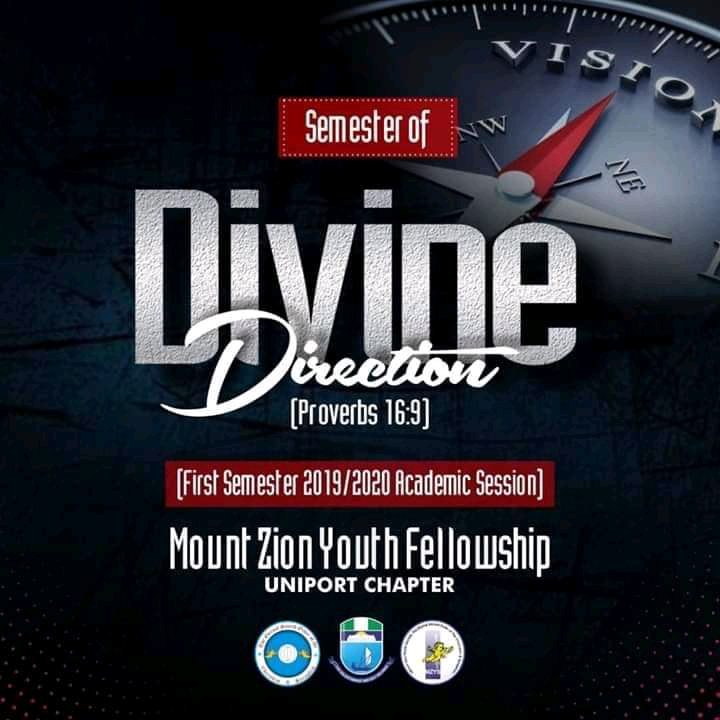 VISION
NW
NE
Semester of
Divine
Direction
[Proverbs 16:9]
[First Semester 2019/2020 Academic Session]
Mount Zion Youth Fellowship
UNIPORT CHAPTER